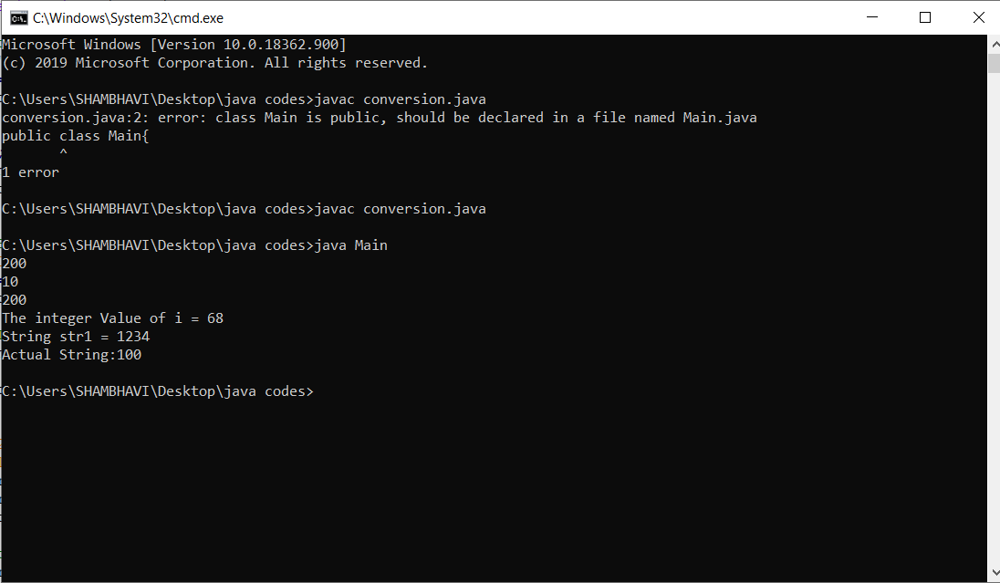 C:\Windows\System32\cmd.exe
Microsoft Windows [Version 10.0.18362.900]
(c) 2019 Microsoft Corporation. All rights reserved.
C:\Users\SHAMBHAVI\Desktop\java codes>javac conversion.java
conversion.java:2: error: class Main is public, should be declared in a file named Main.java
public class Main{
^
1 error
C:\Users\SHAMBHAVI\Desktop\java codes>javac conversion.java
C:\Users\SHAMBHAVI\Desktop\java codes>java Main
200
10
200
The integer Value of i = 68
String str1 = 1234
Actual String:100
C:\Users\SHAMBHAVI\Desktop\java codes>